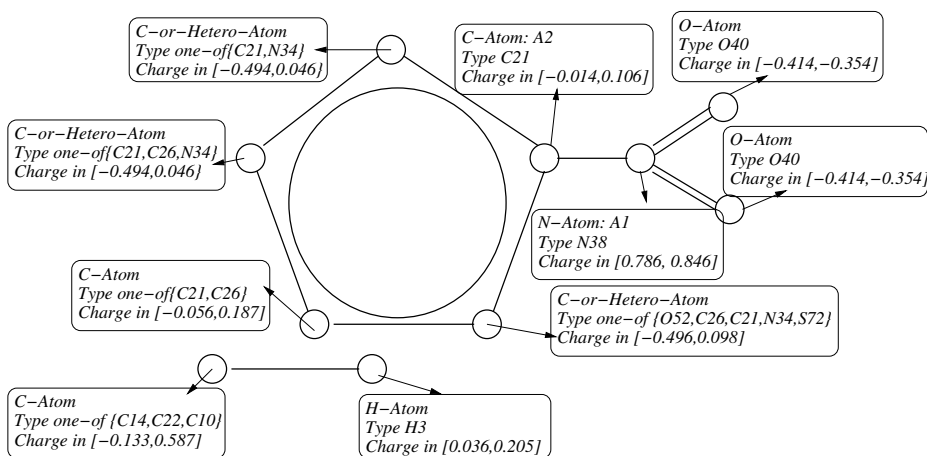 C−or−Hetero−Atom
Type one−of{C21,N34}
Charge in [−0.494,0.046}
C−Atom: A2
Type C21
Charge in [−0.014,0.106]
O−Atom
Type O40
Charge in [−0.414,−0.354]
C−or−Hetero−Atom
Type one−of{C21,C26,N34}
Charge in [−0.494,0.046}
O−Atom
Type O40
Charge in [−0.414,−0.354]
N−Atom: A1
Type N38
Charge in [0.786, 0.846]
C−Atom
Type one−of{C21,C26}
Charge in [−0.056,0.187]
C−or−Hetero−Atom
Type one−of {O52,C26,C21,N34,S72}
Charge in [−0.496,0.098]
C−Atom
Type one−of {C14,C22,C10}
Charge in [−0.133,0.587]
H−Atom
Type H3
Charge in [0.036,0.205]